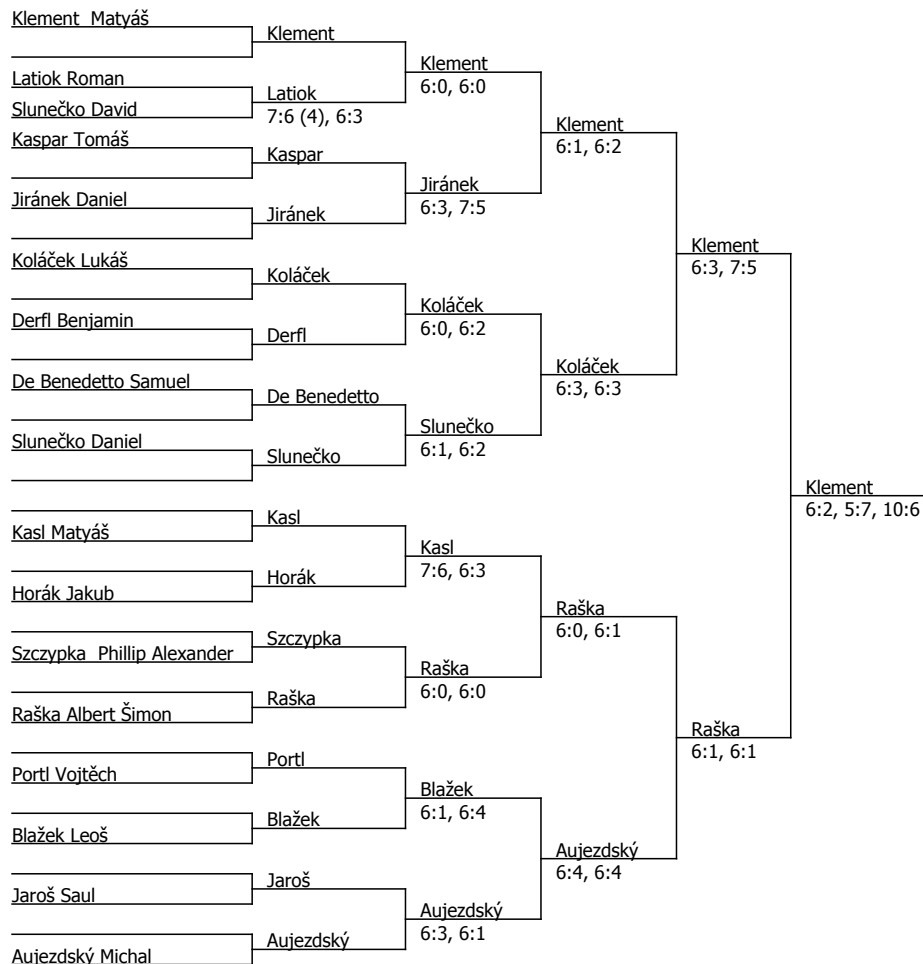 Klement  Matyáš
Klement
Klement
6:0, 6:0
Latiok Roman
Latiok
7:6 (4), 6:3
Slunečko David
Klement
6:1, 6:2
Kaspar Tomáš
Kaspar
Jiránek
6:3, 7:5
Jiránek Daniel
Jiránek
Klement
6:3, 7:5
Koláček Lukáš
Koláček
Koláček
6:0, 6:2
Derfl Benjamin
Derfl
Koláček
6:3, 6:3
De Benedetto Samuel
De Benedetto
Slunečko
6:1, 6:2
Slunečko Daniel
Slunečko
Klement
6:2, 5:7, 10:6
Kasl
Kasl Matyáš
Kasl
7:6, 6:3
Horák
Horák Jakub
Raška
6:0, 6:1
Szczypka
Szczypka  Phillip Alexander
Raška
6:0, 6:0
Raška
Raška Albert Šimon
Raška
6:1, 6:1
Portl
Portl Vojtěch
Blažek
6:1, 6:4
Blažek
Blažek Leoš
Aujezdský
6:4, 6:4
Jaroš
Jaroš Saul
Aujezdský
6:3, 6:1
Aujezdský
Aujezdský Michal